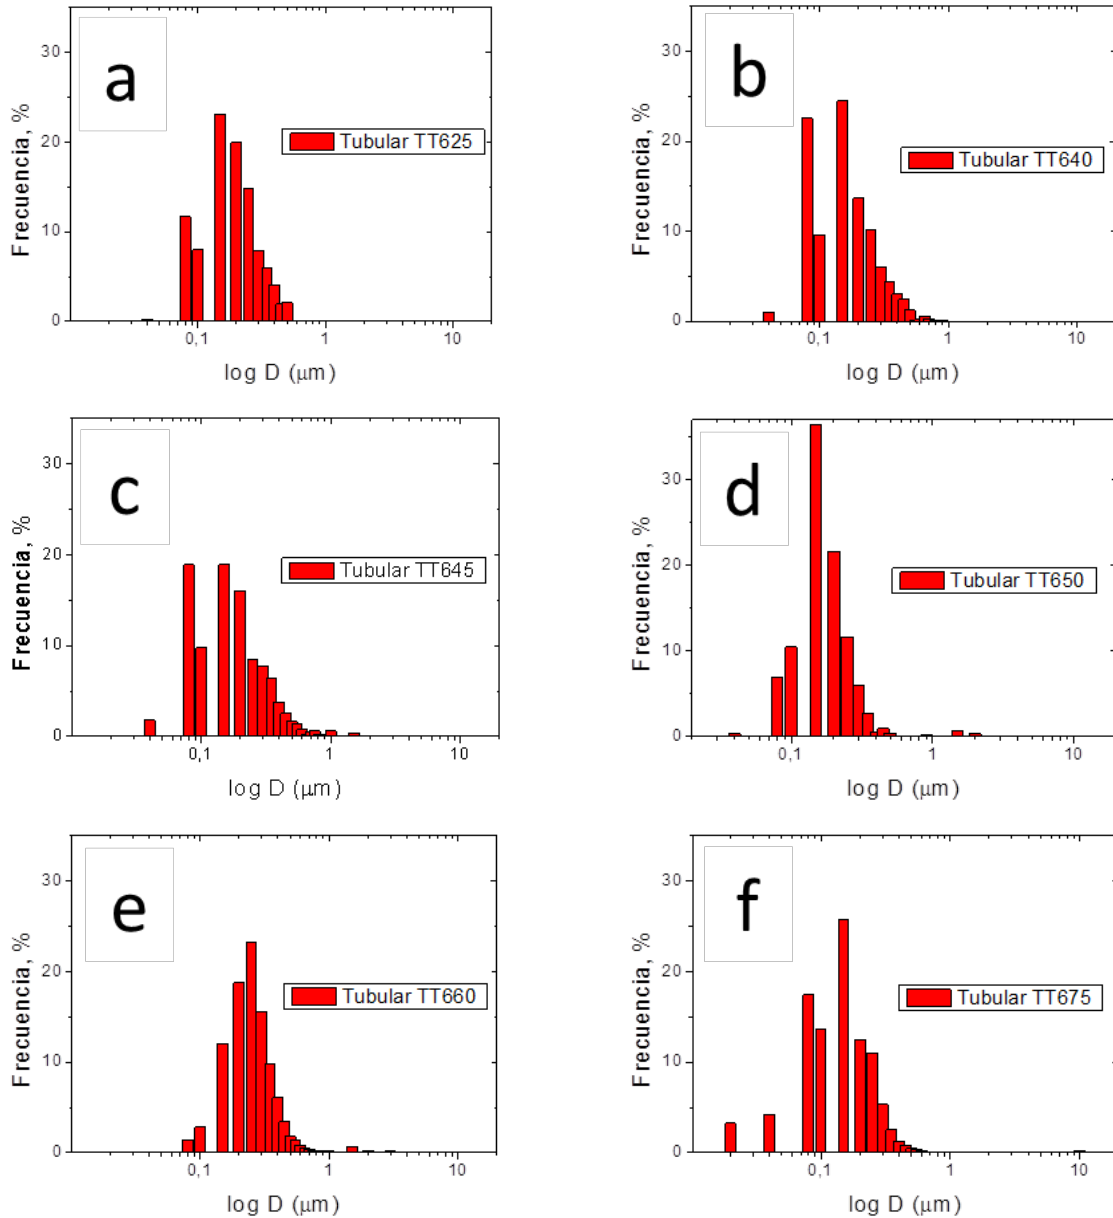 a
Frecuencia, %
30
20
10
0
Tubular TT625
0,1
1
10
log D (μm)
b
Frecuencia, %
30
20
10
0
Tubular TT640
0,1
1
10
log D (μm)
c
Frecuencia, %
30
20
10
0
Tubular TT645
0,1
1
10
log D (μm)
d
Frecuencia, %
30
20
10
0
Tubular TT650
0,1
1
10
log D (μm)
e
Frecuencia, %
30
20
10
0
Tubular TT660
0,1
1
10
log D (μm)
f
Frecuencia, %
30
20
10
0
Tubular TT675
0,1
1
10
log D (μm)